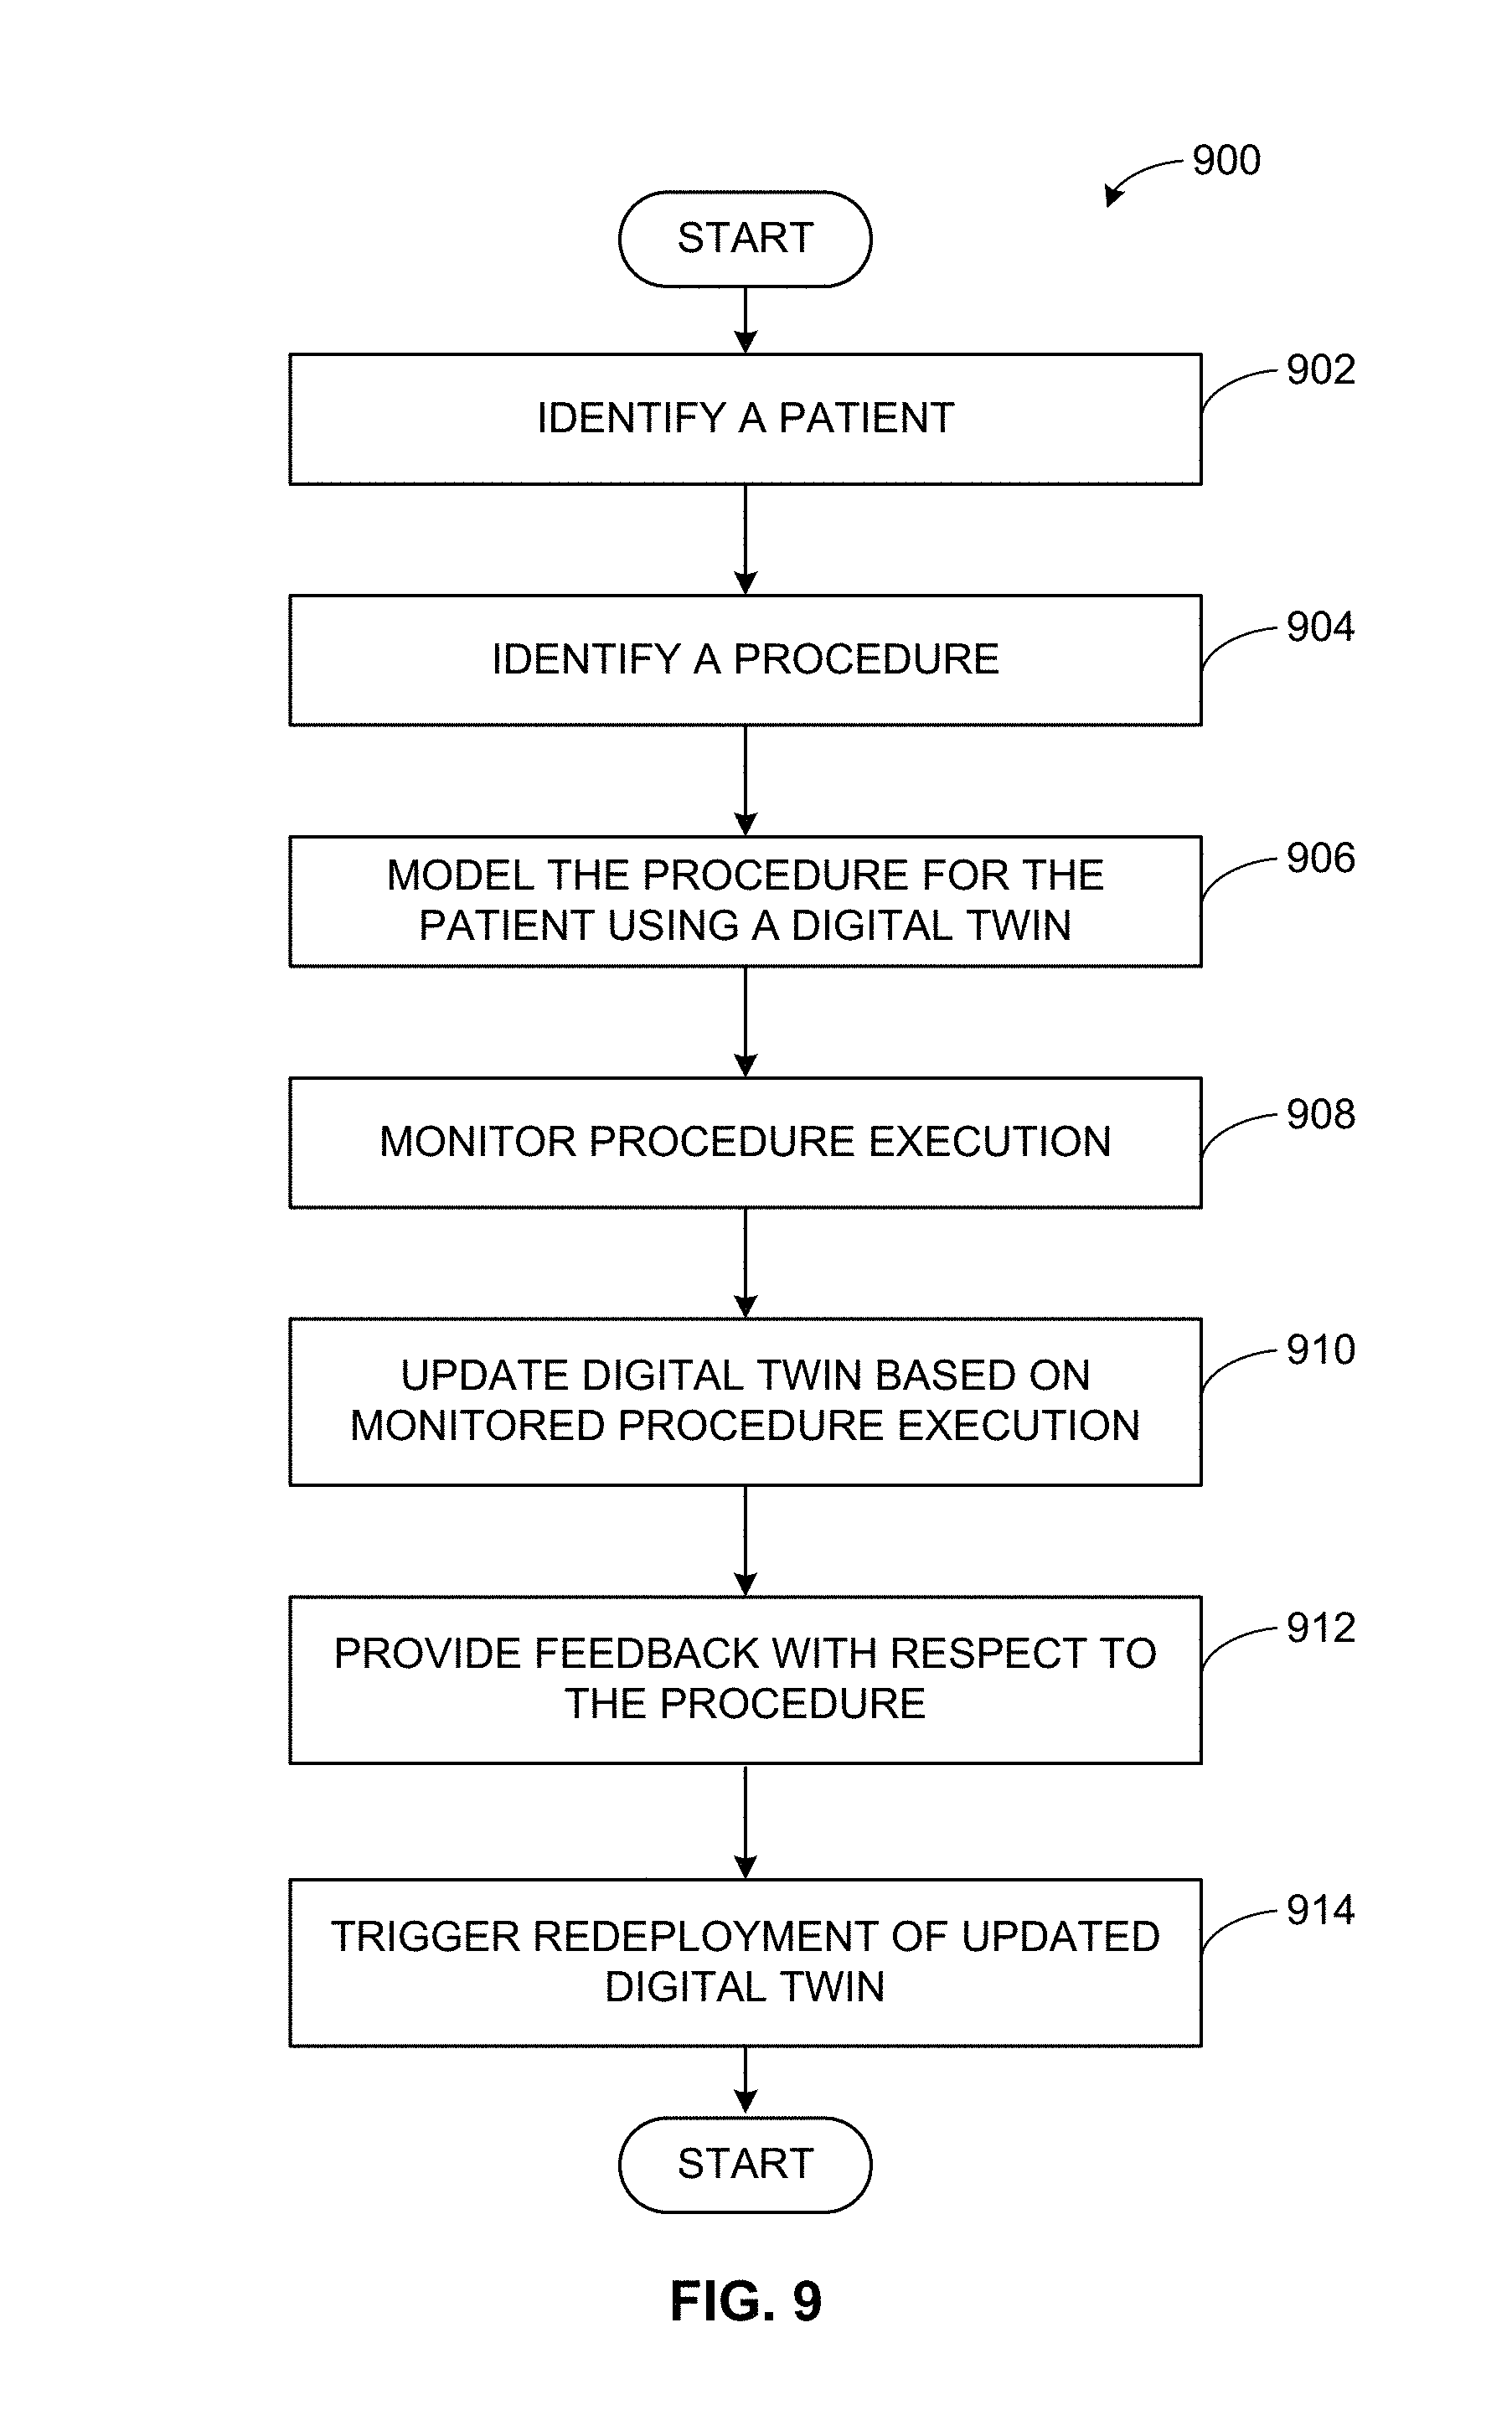 900
START
IDENTIFY A PATIENT
902
IDENTIFY A PROCEDURE
904
MODEL THE PROCEDURE FOR THE
PATIENT USING A DIGITAL TWIN
906
MONITOR PROCEDURE EXECUTION
908
UPDATE DIGITAL TWIN BASED ON
MONITORED PROCEDURE EXECUTION
910
PROVIDE FEEDBACK WITH RESPECT TO
THE PROCEDURE
912
TRIGGER REDEPLOYMENT OF UPDATED
DIGITAL TWIN
914
START
FIG. 9